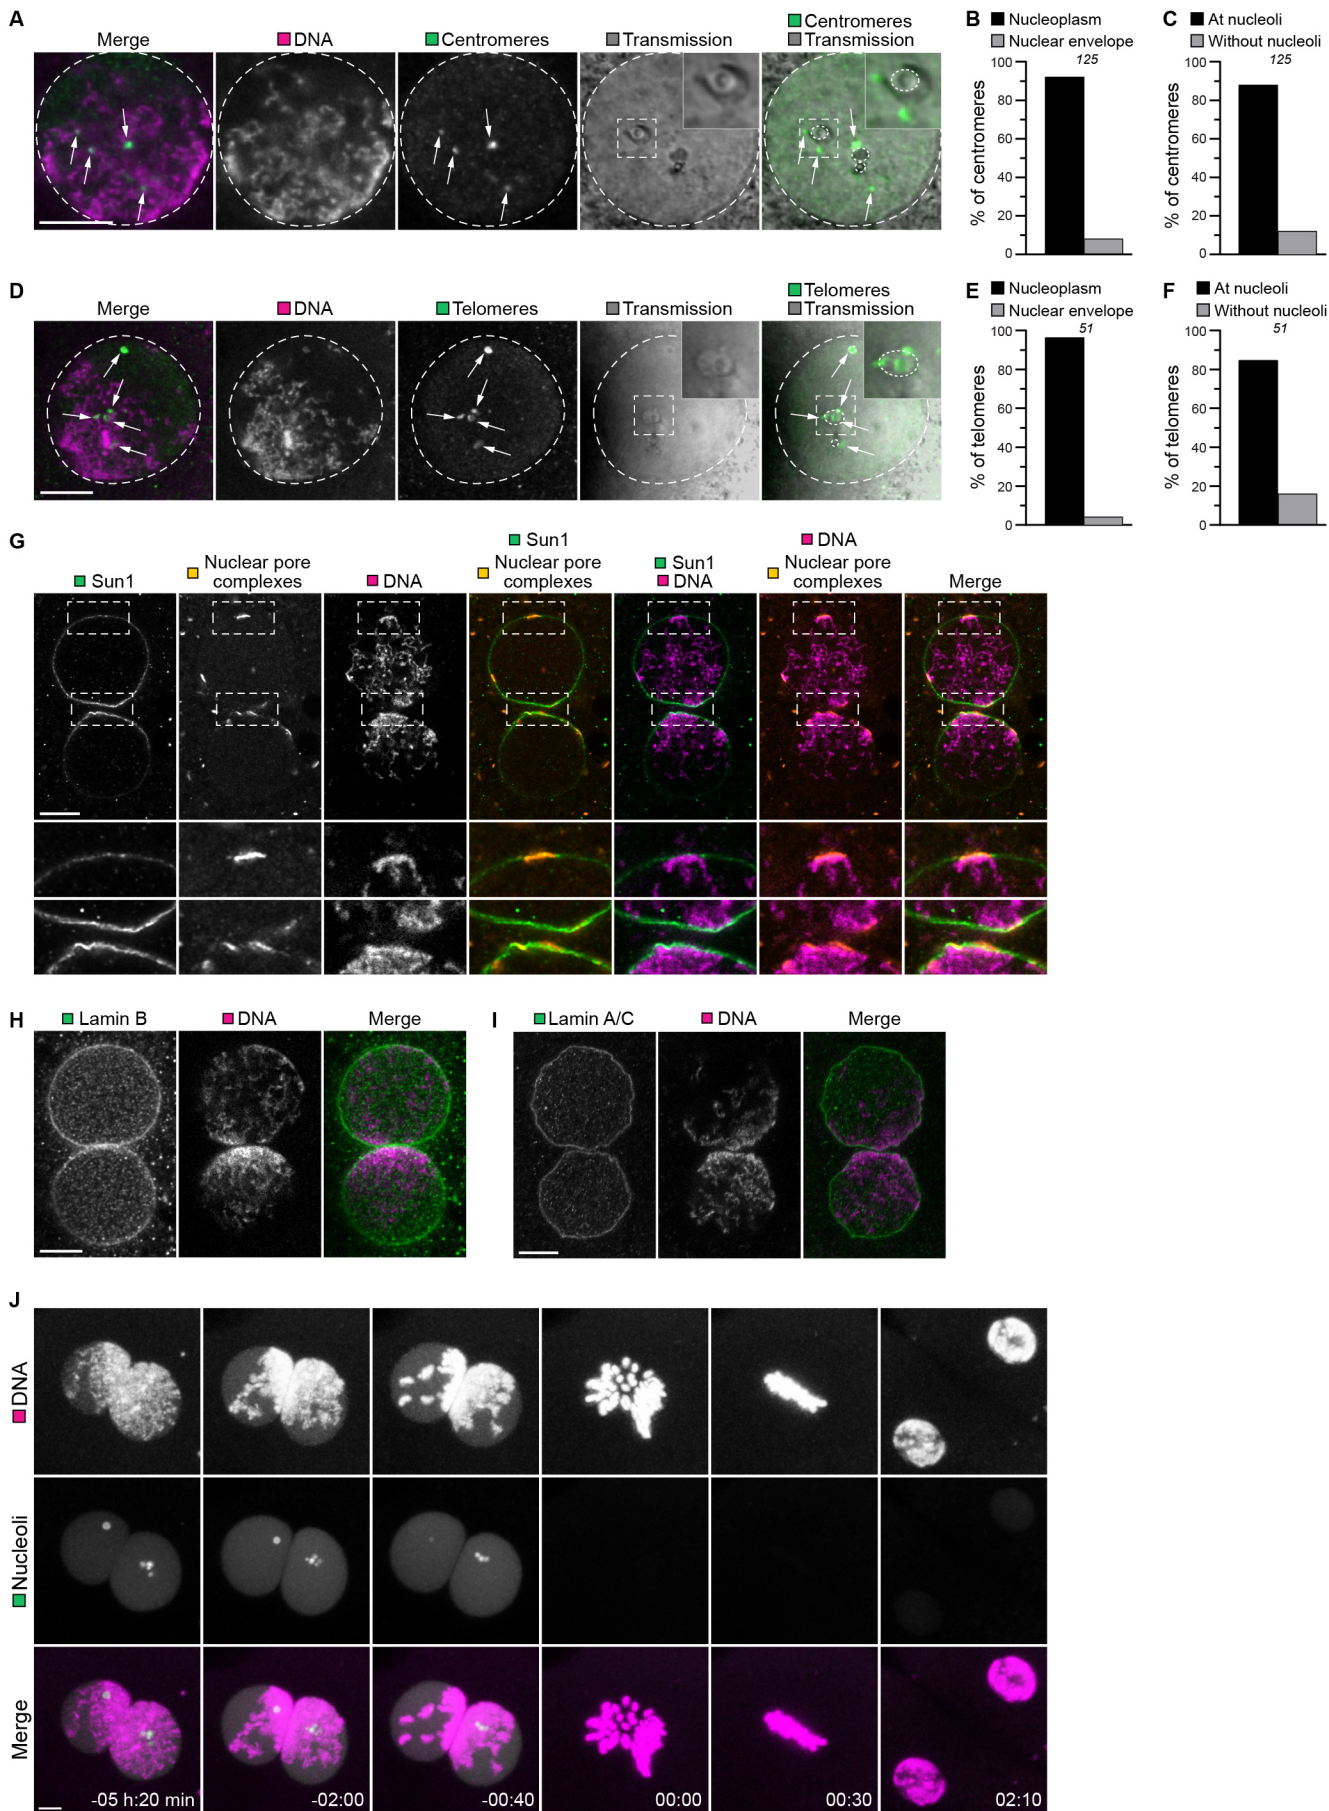 A
Merge
DNA
Centromeres
Transmission
Centromeres
Transmission
B
Nucleoplasm
Nuclear envelope
125
% of centromeres
100
80
60
40
20
0
C
At nucleoli
Without nucleoli
125
% of centromeres
100
80
60
40
20
0
D
Merge
DNA
Telomeres
Transmission
Telomeres
Transmission
E
Nucleoplasm
Nuclear envelope
51
% of telomeres
100
80
60
40
20
0
F
At nucleoli
Without nucleoli
51
% of telomeres
100
80
60
40
20
0
G
Sun1
Nuclear pore
complexes
DNA
Sun1
Nuclear pore
complexes
Sun1
DNA
DNA
Nuclear pore
complexes
Merge
H
Lamin B
DNA
Merge
I
Lamin A/C
DNA
Merge
J
DNA
Nucleoli
Merge
-05 h:20 min
-02:00
-00:40
00:00
00:30
02:10